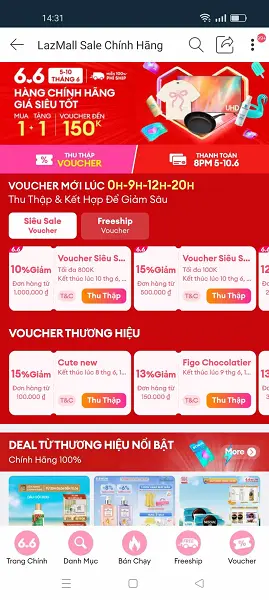 14:31
LazMall Sale Chính Hãng
6.6
5-10
THÁNG 6
HÀNG CHÍNH HÃNG
GIÁ SIÊU TỐT
MUA TẶNG VOUCHER ĐẾN
1+1 150K
UHD
THU THẬP
VOUCHER
THANH TOÁN
8PM 5-10.6
VOUCHER MỚI LÚC 0H-9H-12H-20H
Thu Thập & Kết Hợp Để Giảm Sâu
Siêu Sale
Voucher
Freeship
Voucher
10%Giảm
Đơn hàng từ
1,000,000 ₫
Voucher Siêu S...
Tối đa 800K
Kết thúc lúc 10 thg 6, ...
T&C
Thu Thập
15%Giảm
Đơn hàng từ
500,000 ₫
Voucher Siêu S...
Tối đa 100K
Kết thúc lúc 10 thg 6, ...
T&C
Thu Thập
VOUCHER THƯƠNG HIỆU
15%Giảm
Đơn hàng từ
100,000 ₫
Cute new
Kết thúc lúc 8 thg 6, 1...
T&C
Thu Thập
13%Giảm
Đơn hàng từ
150,000 ₫
Figo Chocolatier
Kết thúc lúc 9 thg 6, 1...
T&C
Thu Thập
DEAL TỪ THƯƠNG HIỆU NỔI BẬT
Chính Hãng 100%
More
6.6
Trang Chính
Danh Mục
Bán Chạy
FREE
Freeship
Voucher